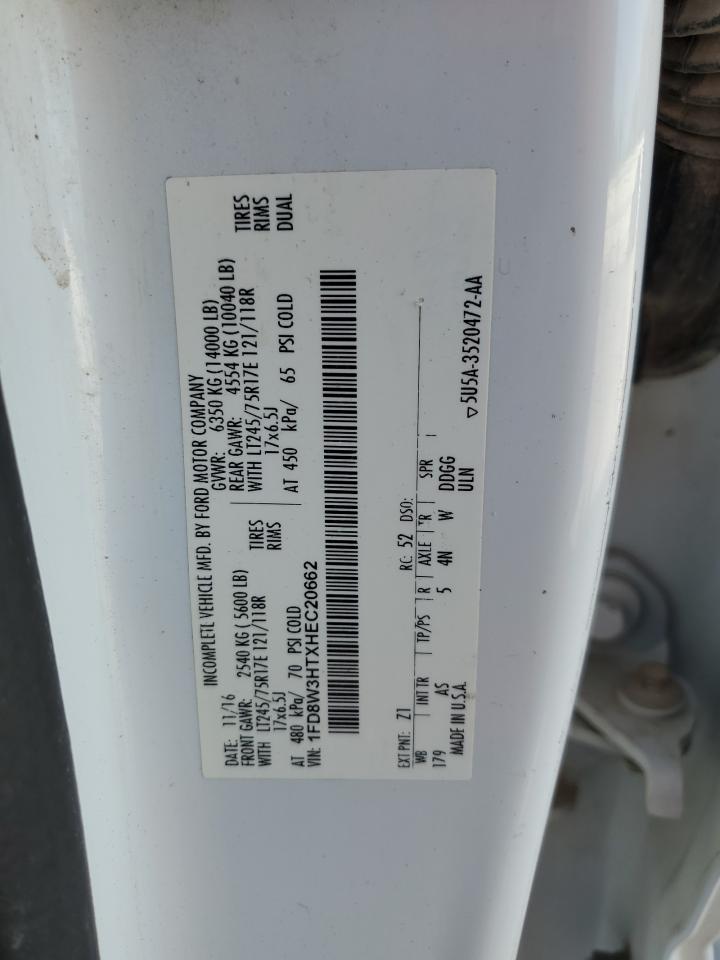 INCOMPLETE VEHICLE MFD. BY FORD MOTOR COMPANY
DATE: 11/16 GVWR: 6350 KG (14000 LB)
FRONT GAWR: 2540 KG ( 5600 LB) REAR GAWR: 4554 KG (10040 LB)
WITH LT245/75R17E 121/118R TIRES WITH LT245/75R17E 121/118R TIRES
17x6.5J RIMS 17x6.5J RIMS
AT 480 kPa/ 70 PSI COLD AT 450 kPa/ 65 PSI COLD DUAL
VIN: 1FD8W3HTXHEC20662
EXT PNT: Z1 RC: 52 DSO:
WB INT TR TP/PS R AXLE TR SPR
179 AS 5 4N W DDGG
MADE IN U.S.A. ULN
▽5U5A-3520472-AA